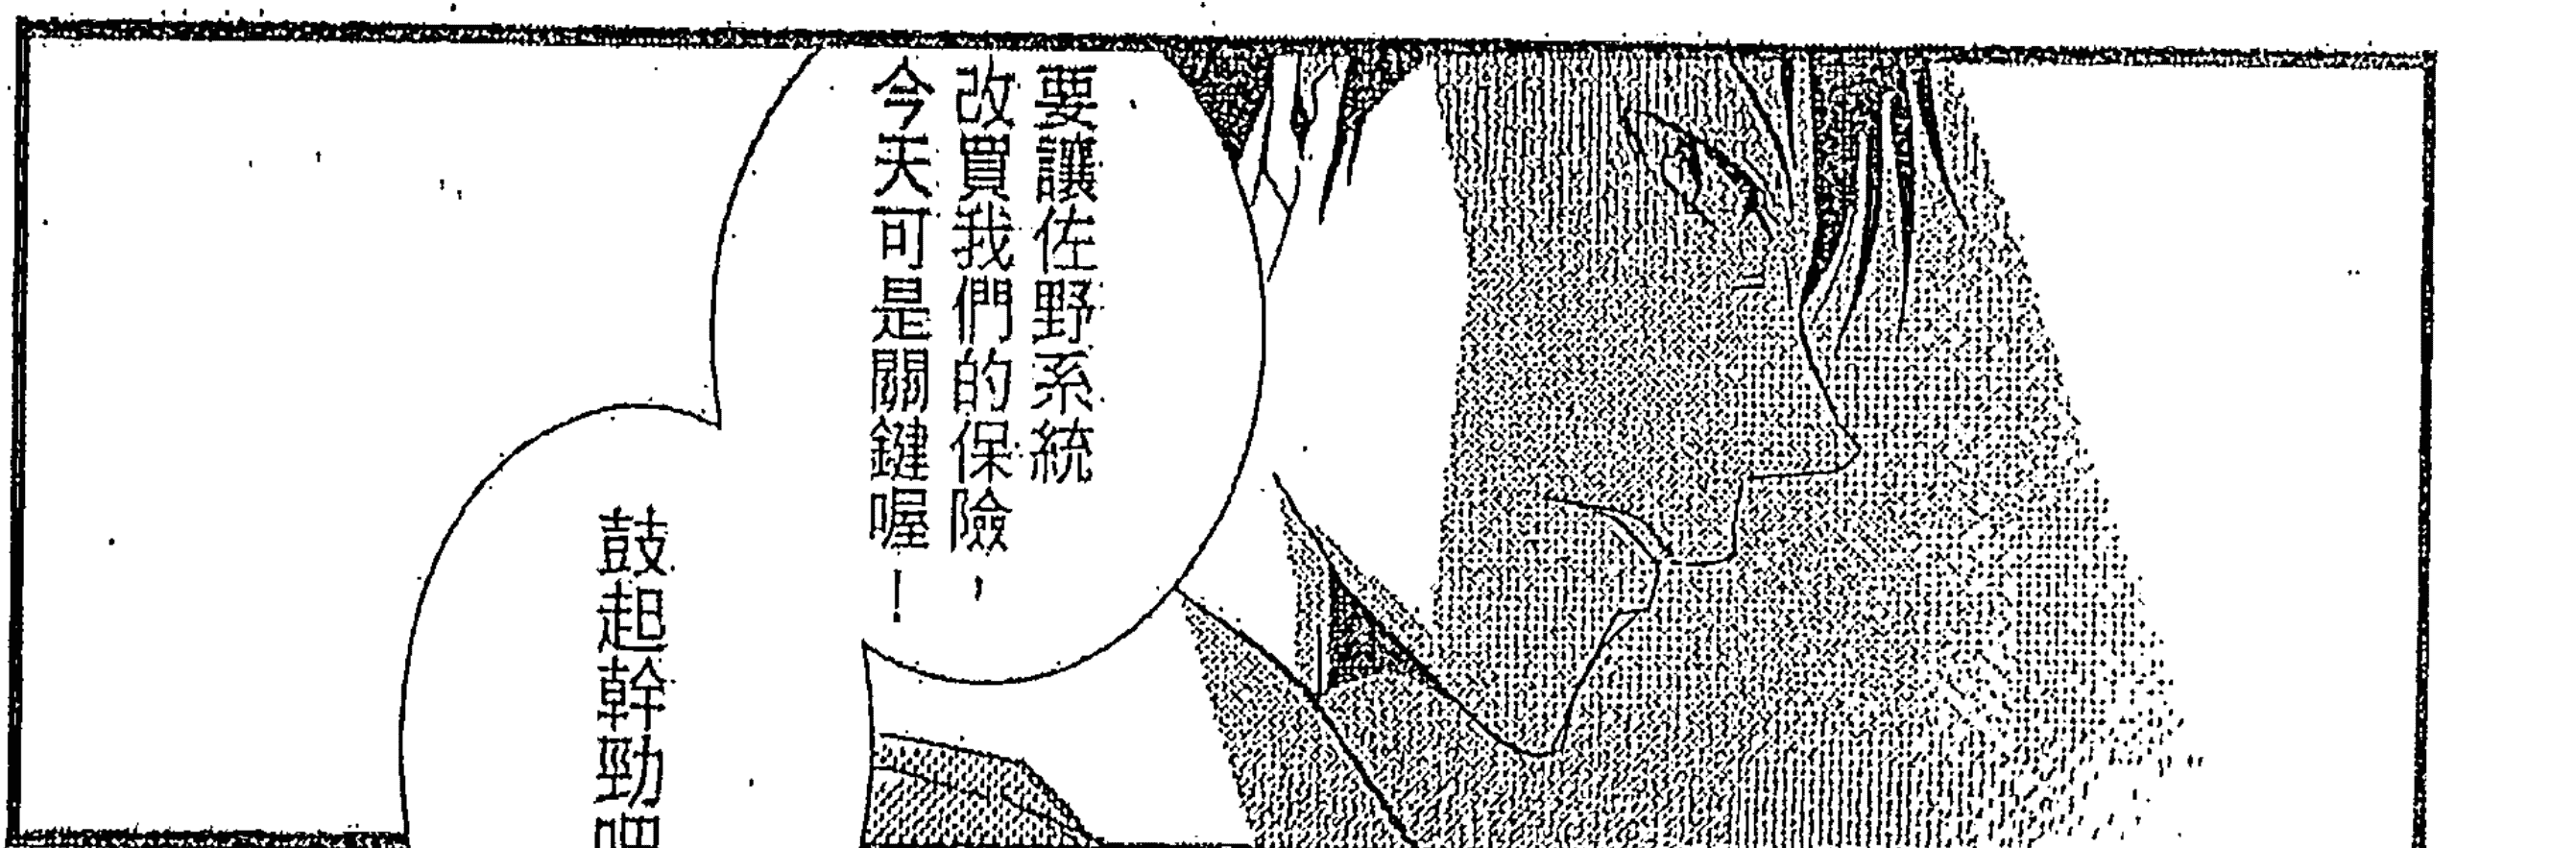 要讓佐野系統
改買我們的保險，
今天可是關鍵喔！
鼓起幹勁